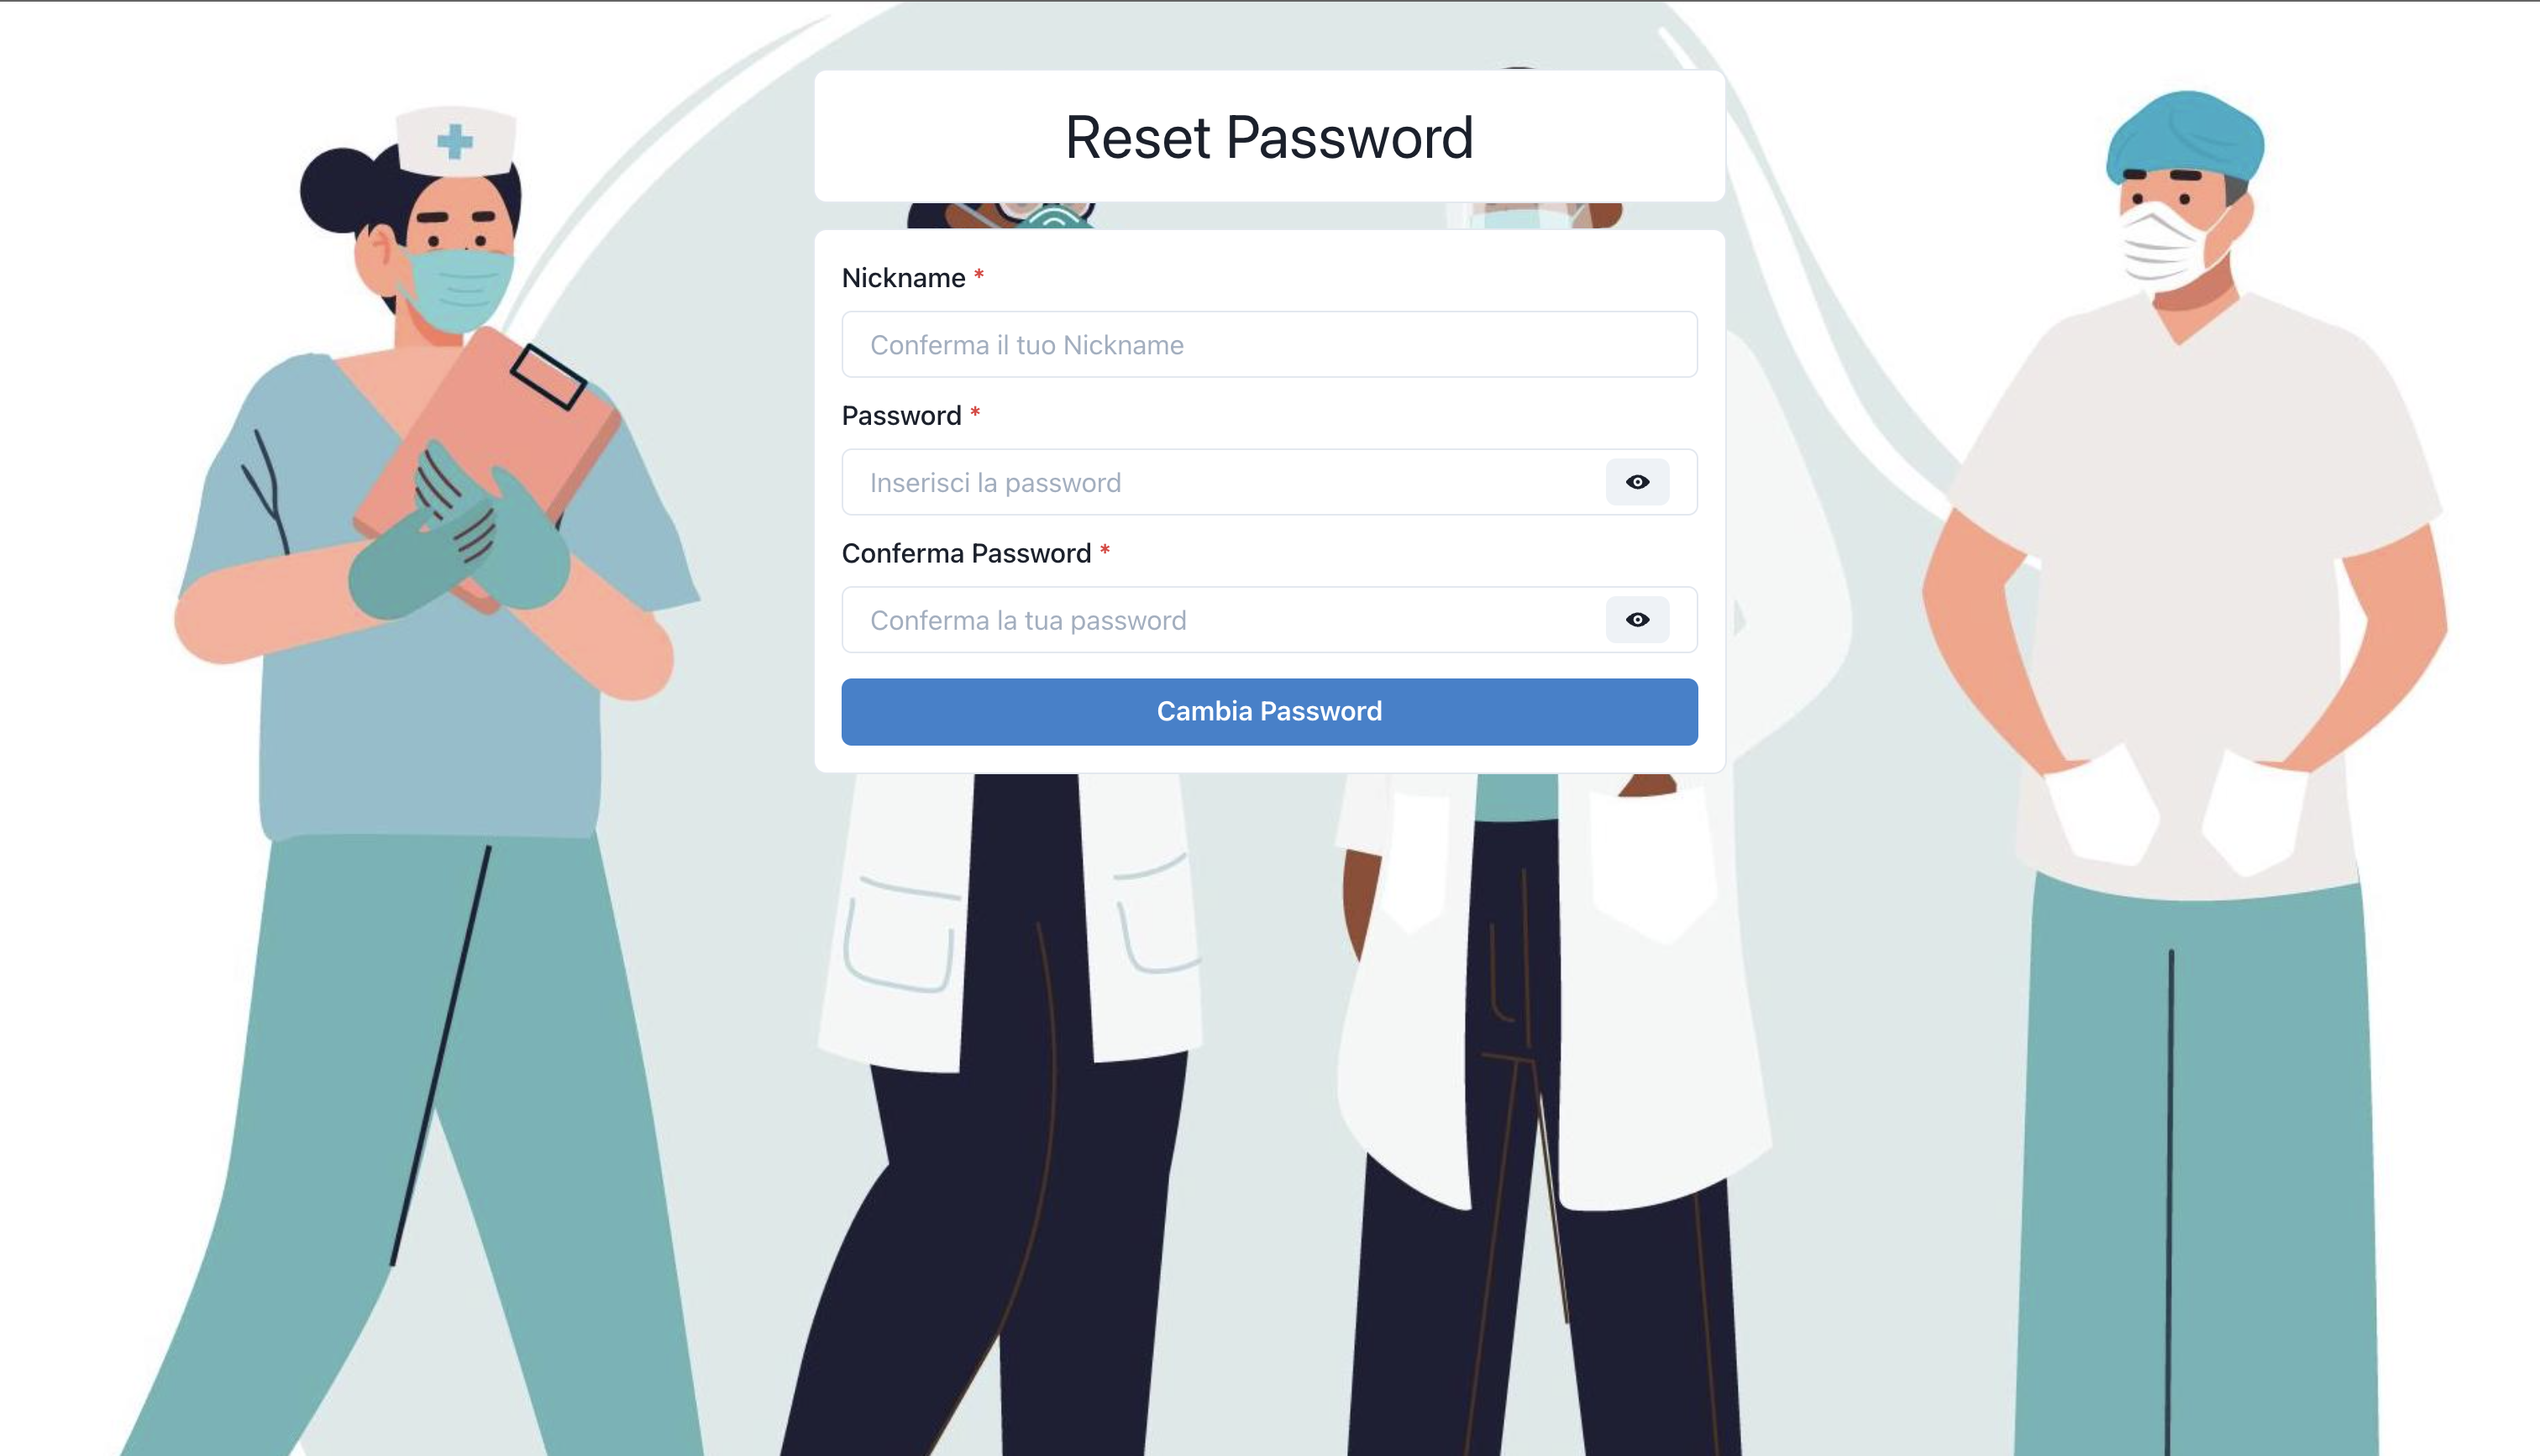 Reset Password
Nickname *
Conferma il tuo Nickname
Password *
Inserisci la password
Conferma Password *
Conferma la tua password
Cambia Password